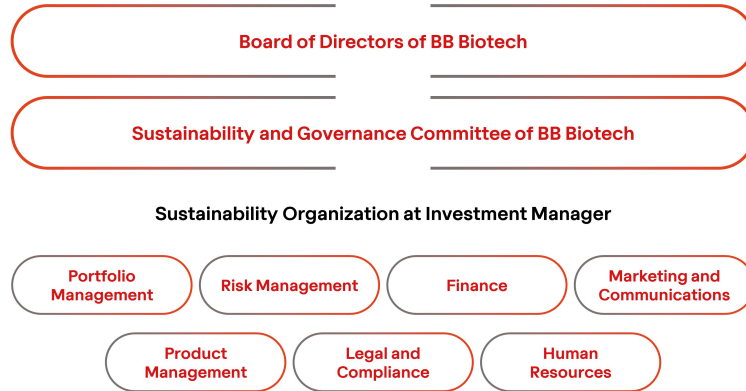 Board of Directors of BB Biotech
Sustainability and Governance Committee of BB Biotech
Sustainability Organization at Investment Manager
Portfolio
Management
Risk Management
Finance
Marketing and
Communications
Product
Management
Legal and
Compliance
Human
Resources